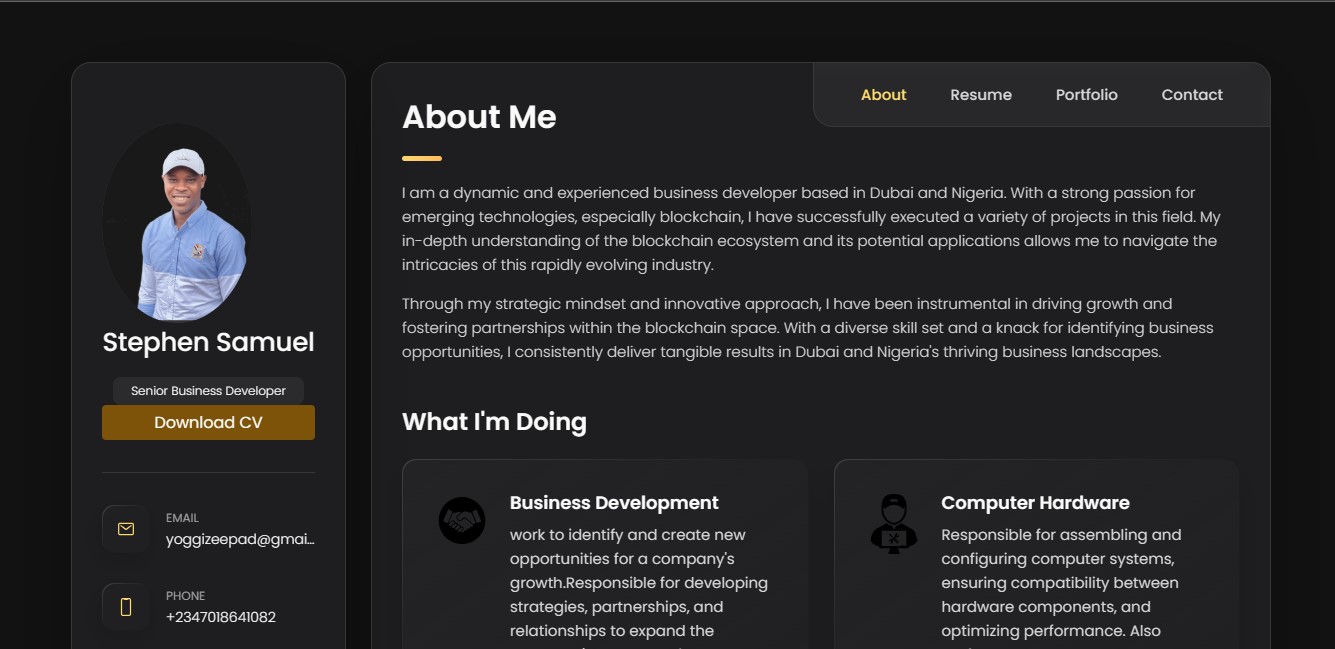 Stephen Samuel
Senior Business Developer
Download CV
EMAIL
yoggizeepad@gmai...
PHONE
+2347018641082
About
Resume
Portfolio
Contact
About Me
I am a dynamic and experienced business developer based in Dubai and Nigeria. With a strong passion for
emerging technologies, especially blockchain, I have successfully executed a variety of projects in this field. My
in-depth understanding of the blockchain ecosystem and its potential applications allows me to navigate the
intricacies of this rapidly evolving industry.
Through my strategic mindset and innovative approach, I have been instrumental in driving growth and
fostering partnerships within the blockchain space. With a diverse skill set and a knack for identifying business
opportunities, I consistently deliver tangible results in Dubai and Nigeria's thriving business landscapes.
What I'm Doing
Business Development
work to identify and create new
opportunities for a company's
growth.Responsible for developing
strategies, partnerships, and
relationships to expand the
Computer Hardware
Responsible for assembling and
configuring computer systems,
ensuring compatibility between
hardware components, and
optimizing performance. Also